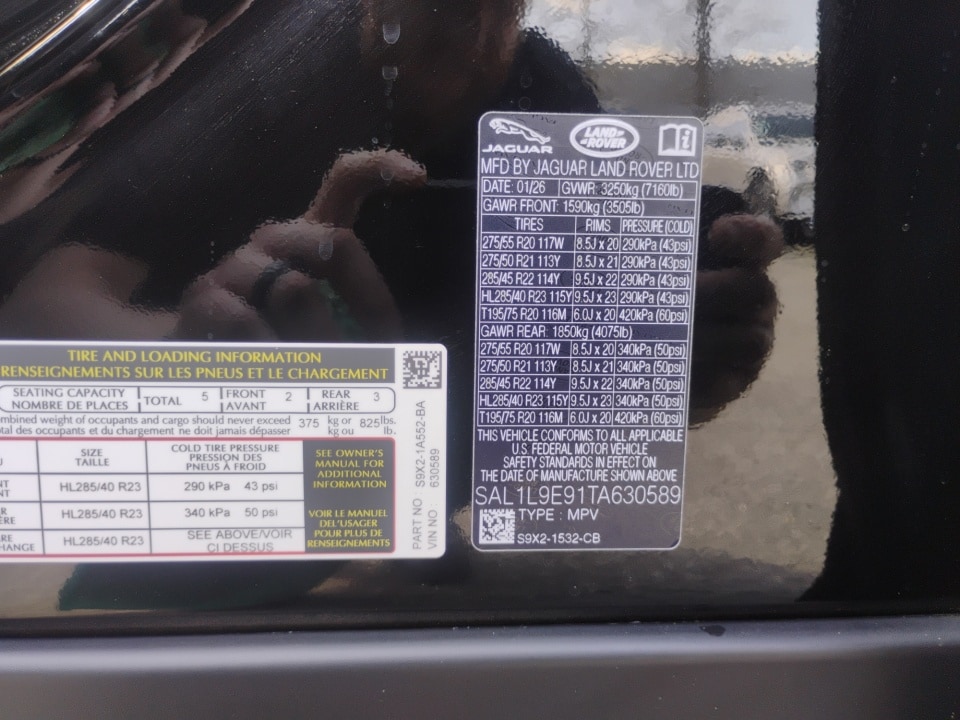 JAGUAR LAND ROVER
MFD BY JAGUAR LAND ROVER LTD
DATE: 01/26 GVWR: 3250kg (7160lb)
GAWR FRONT: 1590kg (3505lb)
TIRES RIMS PRESSURE (COLD)
275/55 R20 117W 8.5J x 20 290kPa (43psi)
275/50 R21 113Y 8.5J x 21 290kPa (43psi)
285/45 R22 114Y 9.5J x 22 290kPa (43psi)
HL285/40 R23 115Y 9.5J x 23 290kPa (43psi)
T195/75 R20 116M 6.0J x 20 420kPa (60psi)
GAWR REAR: 1850kg (4075lb)
275/55 R20 117W 8.5J x 20 340kPa (50psi)
275/50 R21 113Y 8.5J x 21 340kPa (50psi)
285/45 R22 114Y 9.5J x 22 340kPa (50psi)
HL285/40 R23 115Y 9.5J x 23 340kPa (50psi)
T195/75 R20 116M 6.0J x 20 420kPa (60psi)
THIS VEHICLE CONFORMS TO ALL APPLICABLE
U.S. FEDERAL MOTOR VEHICLE
SAFETY STANDARDS IN EFFECT ON
THE DATE OF MANUFACTURE SHOWN ABOVE
SAL1L9E91TA630589
TYPE : MPV
S9X2-1532-CB
TIRE AND LOADING INFORMATION
RENSEIGNEMENTS SUR LES PNEUS ET LE CHARGEMENT
SEATING CAPACITY
NOMBRE DE PLACES
TOTAL 5
FRONT
AVANT
2
REAR
ARRIÈRE
3
combined weight of occupants and cargo should never exceed
total des occupants et du chargement ne doit jamais dépasser
375 kg or
kg ou
825 lbs.
lb.
SIZE
TAILLE
COLD TIRE PRESSURE
PRESSION DES
PNEUS À FROID
HL285/40 R23 290 kPa 43 psi
HL285/40 R23 340 kPa 50 psi
HL285/40 R23 SEE ABOVE/VOIR
CI DESSUS
SEE OWNER'S
MANUAL FOR
ADDITIONAL
INFORMATION
VOIR LE MANUEL
DEL'USAGER
POUR PLUS DE
RENSEIGNEMENTS
PART NO S9X2-1A552-BA
VIN NO 630589